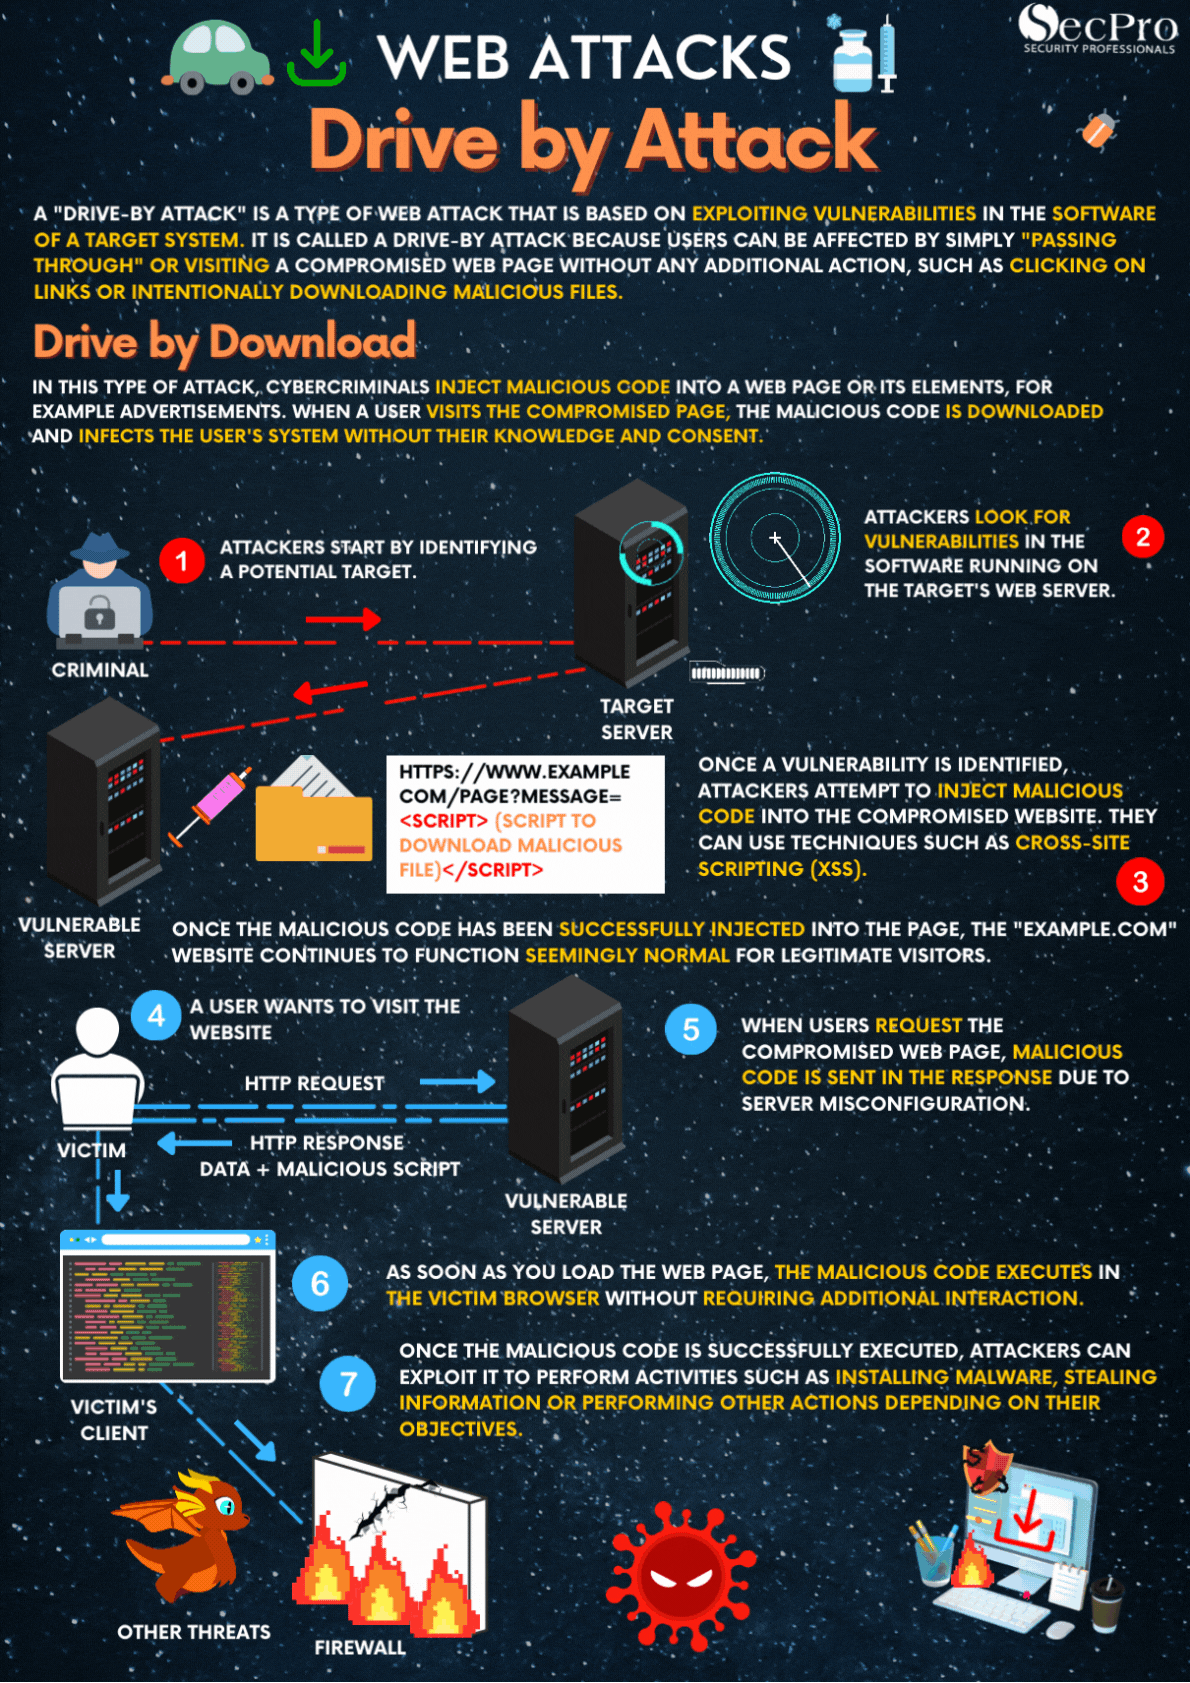 SecPro
SECURITY PROFESSIONALS
WEB ATTACKS
Drive by Attack
A "DRIVE-BY ATTACK" IS A TYPE OF WEB ATTACK THAT IS BASED ON EXPLOITING VULNERABILITIES IN THE SOFTWARE
OF A TARGET SYSTEM. IT IS CALLED A DRIVE-BY ATTACK BECAUSE USERS CAN BE AFFECTED BY SIMPLY "PASSING
THROUGH" OR VISITING A COMPROMISED WEB PAGE WITHOUT ANY ADDITIONAL ACTION, SUCH AS CLICKING ON
LINKS OR INTENTIONALLY DOWNLOADING MALICIOUS FILES.
Drive by Download
IN THIS TYPE OF ATTACK, CYBERCRIMINALS INJECT MALICIOUS CODE INTO A WEB PAGE OR ITS ELEMENTS, FOR
EXAMPLE ADVERTISEMENTS. WHEN A USER VISITS THE COMPROMISED PAGE, THE MALICIOUS CODE IS DOWNLOADED
AND INFECTS THE USER'S SYSTEM WITHOUT THEIR KNOWLEDGE AND CONSENT.
1
ATTACKERS START BY IDENTIFYING
A POTENTIAL TARGET.
CRIMINAL
TARGET
SERVER
ATTACKERS LOOK FOR
VULNERABILITIES IN THE
SOFTWARE RUNNING ON
THE TARGET'S WEB SERVER.
2
HTTPS://WWW.EXAMPLE
COM/PAGE?MESSAGE=
<SCRIPT> (SCRIPT TO
DOWNLOAD MALICIOUS
FILE)</SCRIPT>
ONCE A VULNERABILITY IS IDENTIFIED,
ATTACKERS ATTEMPT TO INJECT MALICIOUS
CODE INTO THE COMPROMISED WEBSITE. THEY
CAN USE TECHNIQUES SUCH AS CROSS-SITE
SCRIPTING (XSS).
3
VULNERABLE
SERVER
ONCE THE MALICIOUS CODE HAS BEEN SUCCESSFULLY INJECTED INTO THE PAGE, THE "EXAMPLE.COM"
WEBSITE CONTINUES TO FUNCTION SEEMINGLY NORMAL FOR LEGITIMATE VISITORS.
4
A USER WANTS TO VISIT THE
WEBSITE
HTTP REQUEST
HTTP RESPONSE
DATA + MALICIOUS SCRIPT
VICTIM
VULNERABLE
SERVER
5
WHEN USERS REQUEST THE
COMPROMISED WEB PAGE, MALICIOUS
CODE IS SENT IN THE RESPONSE DUE TO
SERVER MISCONFIGURATION.
6
AS SOON AS YOU LOAD THE WEB PAGE, THE MALICIOUS CODE EXECUTES IN
THE VICTIM BROWSER WITHOUT REQUIRING ADDITIONAL INTERACTION.
7
ONCE THE MALICIOUS CODE IS SUCCESSFULLY EXECUTED, ATTACKERS CAN
EXPLOIT IT TO PERFORM ACTIVITIES SUCH AS INSTALLING MALWARE, STEALING
INFORMATION OR PERFORMING OTHER ACTIONS DEPENDING ON THEIR
OBJECTIVES.
VICTIM'S
CLIENT
OTHER THREATS
FIREWALL